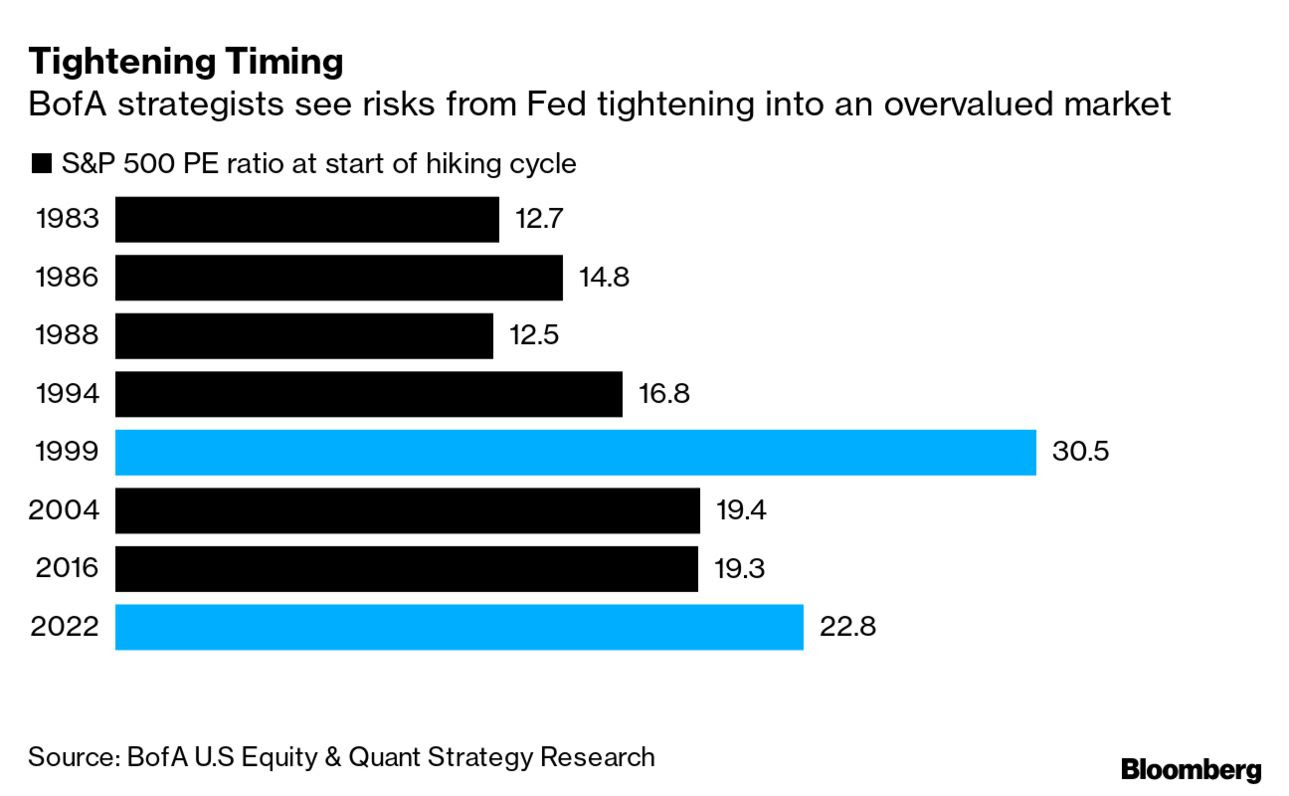 Tightening Timing
BofA strategists see risks from Fed tightening into an overvalued market
S&P 500 PE ratio at start of hiking cycle
1983 12.7
1986 14.8
1988 12.5
1994 16.8
1999 30.5
2004 19.4
2016 19.3
2022 22.8
Source: BofA U.S Equity & Quant Strategy Research
Bloomberg